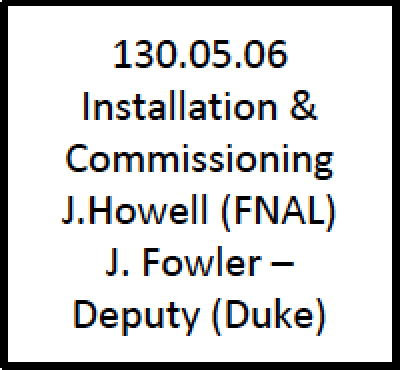 130.05.06
Installation &
Commissioning
J.Howell (FNAL)
J. Fowler –
Deputy (Duke)